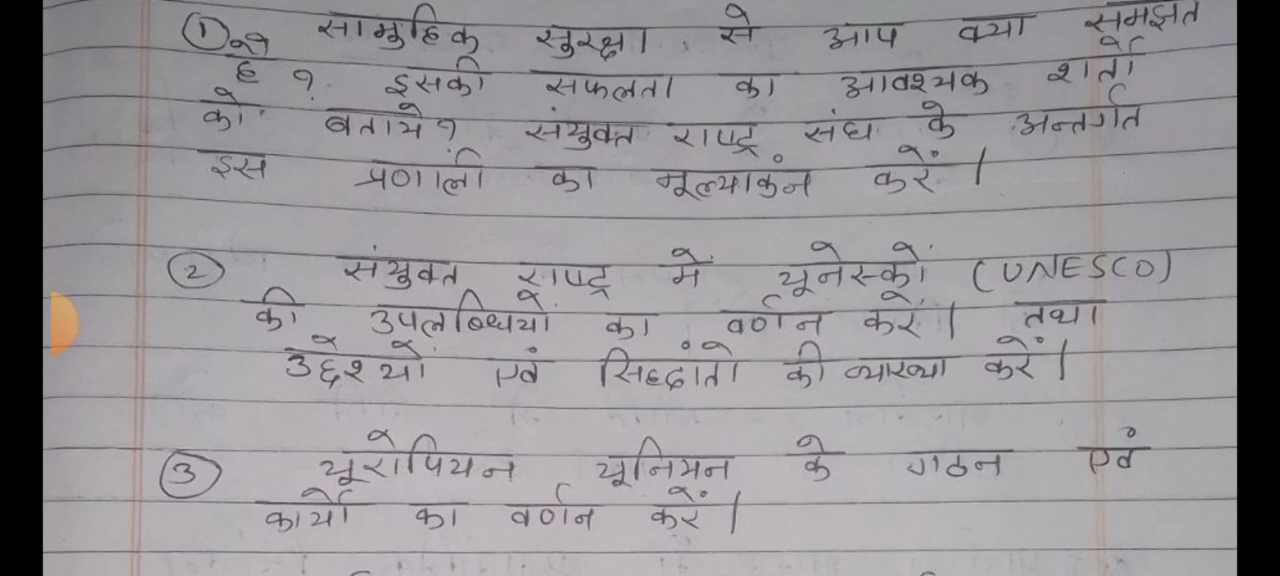 ① सामुहिक सुरक्षा से आप क्या समझते
है ? इसकी सफलता का आवश्यक शर्तो
को बताये ? संयुक्त राष्ट्र संघ के अन्तर्गत
इस प्रणाली का मूल्यांकन करें |
② संयुक्त राष्ट्र में यूनेस्को (UNESCO)
की उपलब्धियों का वर्णन करें | तथा
उद्देश्यों एवं सिद्धांतो की व्याख्या करें |
③ यूरोपियन यूनियन के गठन एवं
कार्यो का वर्णन करें |